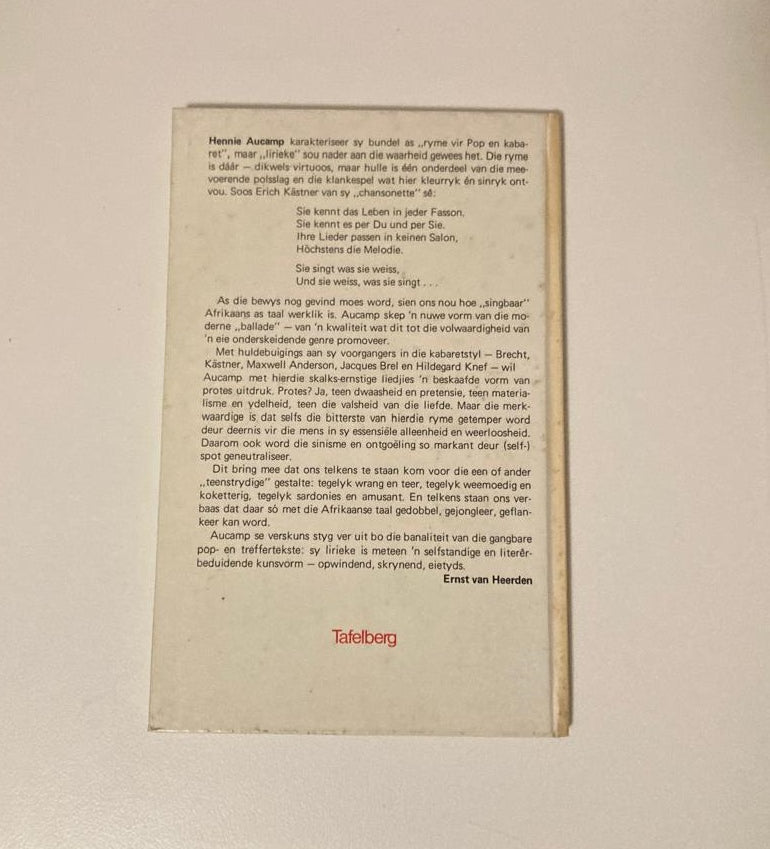 Hennie Aucamp karakteriseer sy bundel as „ryme vir Pop en kaba-
ret”, maar „lirieke” sou nader aan die waarheid gewees het. Die ryme
is dáár — dikwels virtuoos, maar hulle is één onderdeel van die mee-
voerende polsslag en die klankespel wat hier kleurryk én sinryk ont-
vou. Soos Erich Kästner van sy „chansonette” sê:
Sie kennt das Leben in jeder Fasson.
Sie kennt es per Du und per Sie.
Ihre Lieder passen in keinen Salon,
Höchstens die Melodie.
Sie singt was sie weiss,
Und sie weiss, was sie singt . . .
As die bewys nog gevind moes word, sien ons nou hoe „singbaar”
Afrikaans as taal werklik is. Aucamp skep 'n nuwe vorm van die mo-
derne „ballade” — van 'n kwaliteit wat dit tot die volwaardigheid van
'n eie onderskeidende genre promoveer.
Met huldebuigings aan sy voorgangers in die kabaretstyl — Brecht,
Kästner, Maxwell Anderson, Jacques Brel en Hildegard Knef — wil
Aucamp met hierdie skalks-ernstige liedjies 'n beskaafde vorm van
protes uitdruk. Protes? Ja, teen dwaasheid en pretensie, teen materia-
lisme en ydelheid, teen die valsheid van die liefde. Maar die merk-
waardige is dat selfs die bitterste van hierdie ryme getemper word
deur deernis vir die mens in sy essensiële alleenheid en weerloosheid.
Daarom ook word die sinisme en ontgoëling so markant deur (self-)
spot geneutraliseer.
Dit bring mee dat ons telkens te staan kom voor die een of ander
„teenstrydige” gestalte: tegelyk wrang en teer, tegelyk weemoedig en
koketterig, tegelyk sardonies en amusant. En telkens staan ons ver-
baas dat daar só met die Afrikaanse taal gedobbel, gejongleer, geflan-
keer kan word.
Aucamp se verskuns styg ver uit bo die banaliteit van die gangbare
pop- en treffertekste: sy lirieke is meteen 'n selfstandige en literêr-
beduidende kunsvorm — opwindend, skrynend, eietyds.
Ernst van Heerden
Tafelberg